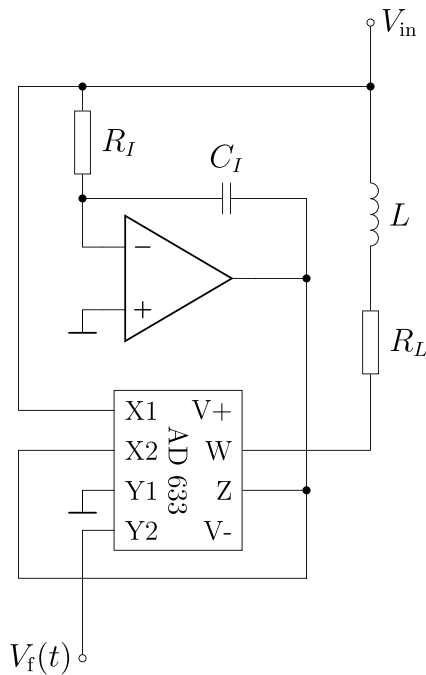 V_in
R_I
C_I
L
−
+
R_L
X1 V+
X2 W
Y1 Z
Y2 V-
AD 633
V_f(t)